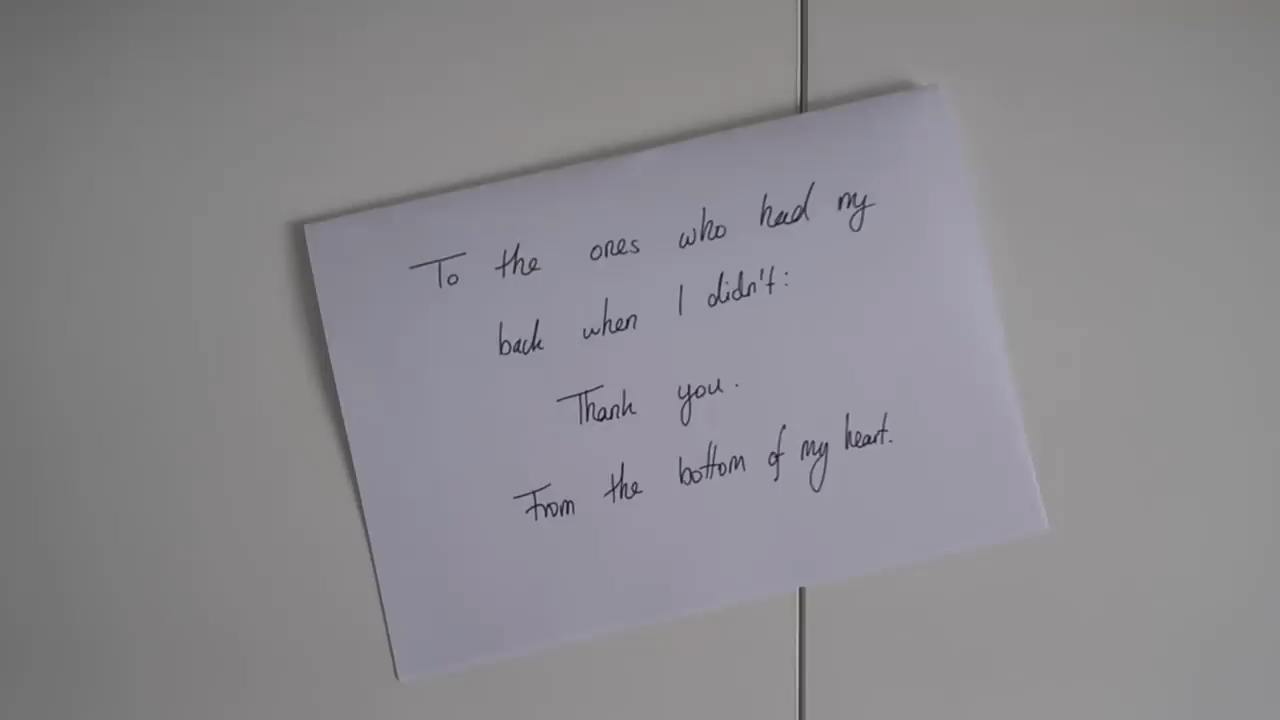 To the ones who had my
back when I didn't:
Thank you.
From the bottom of my heart.